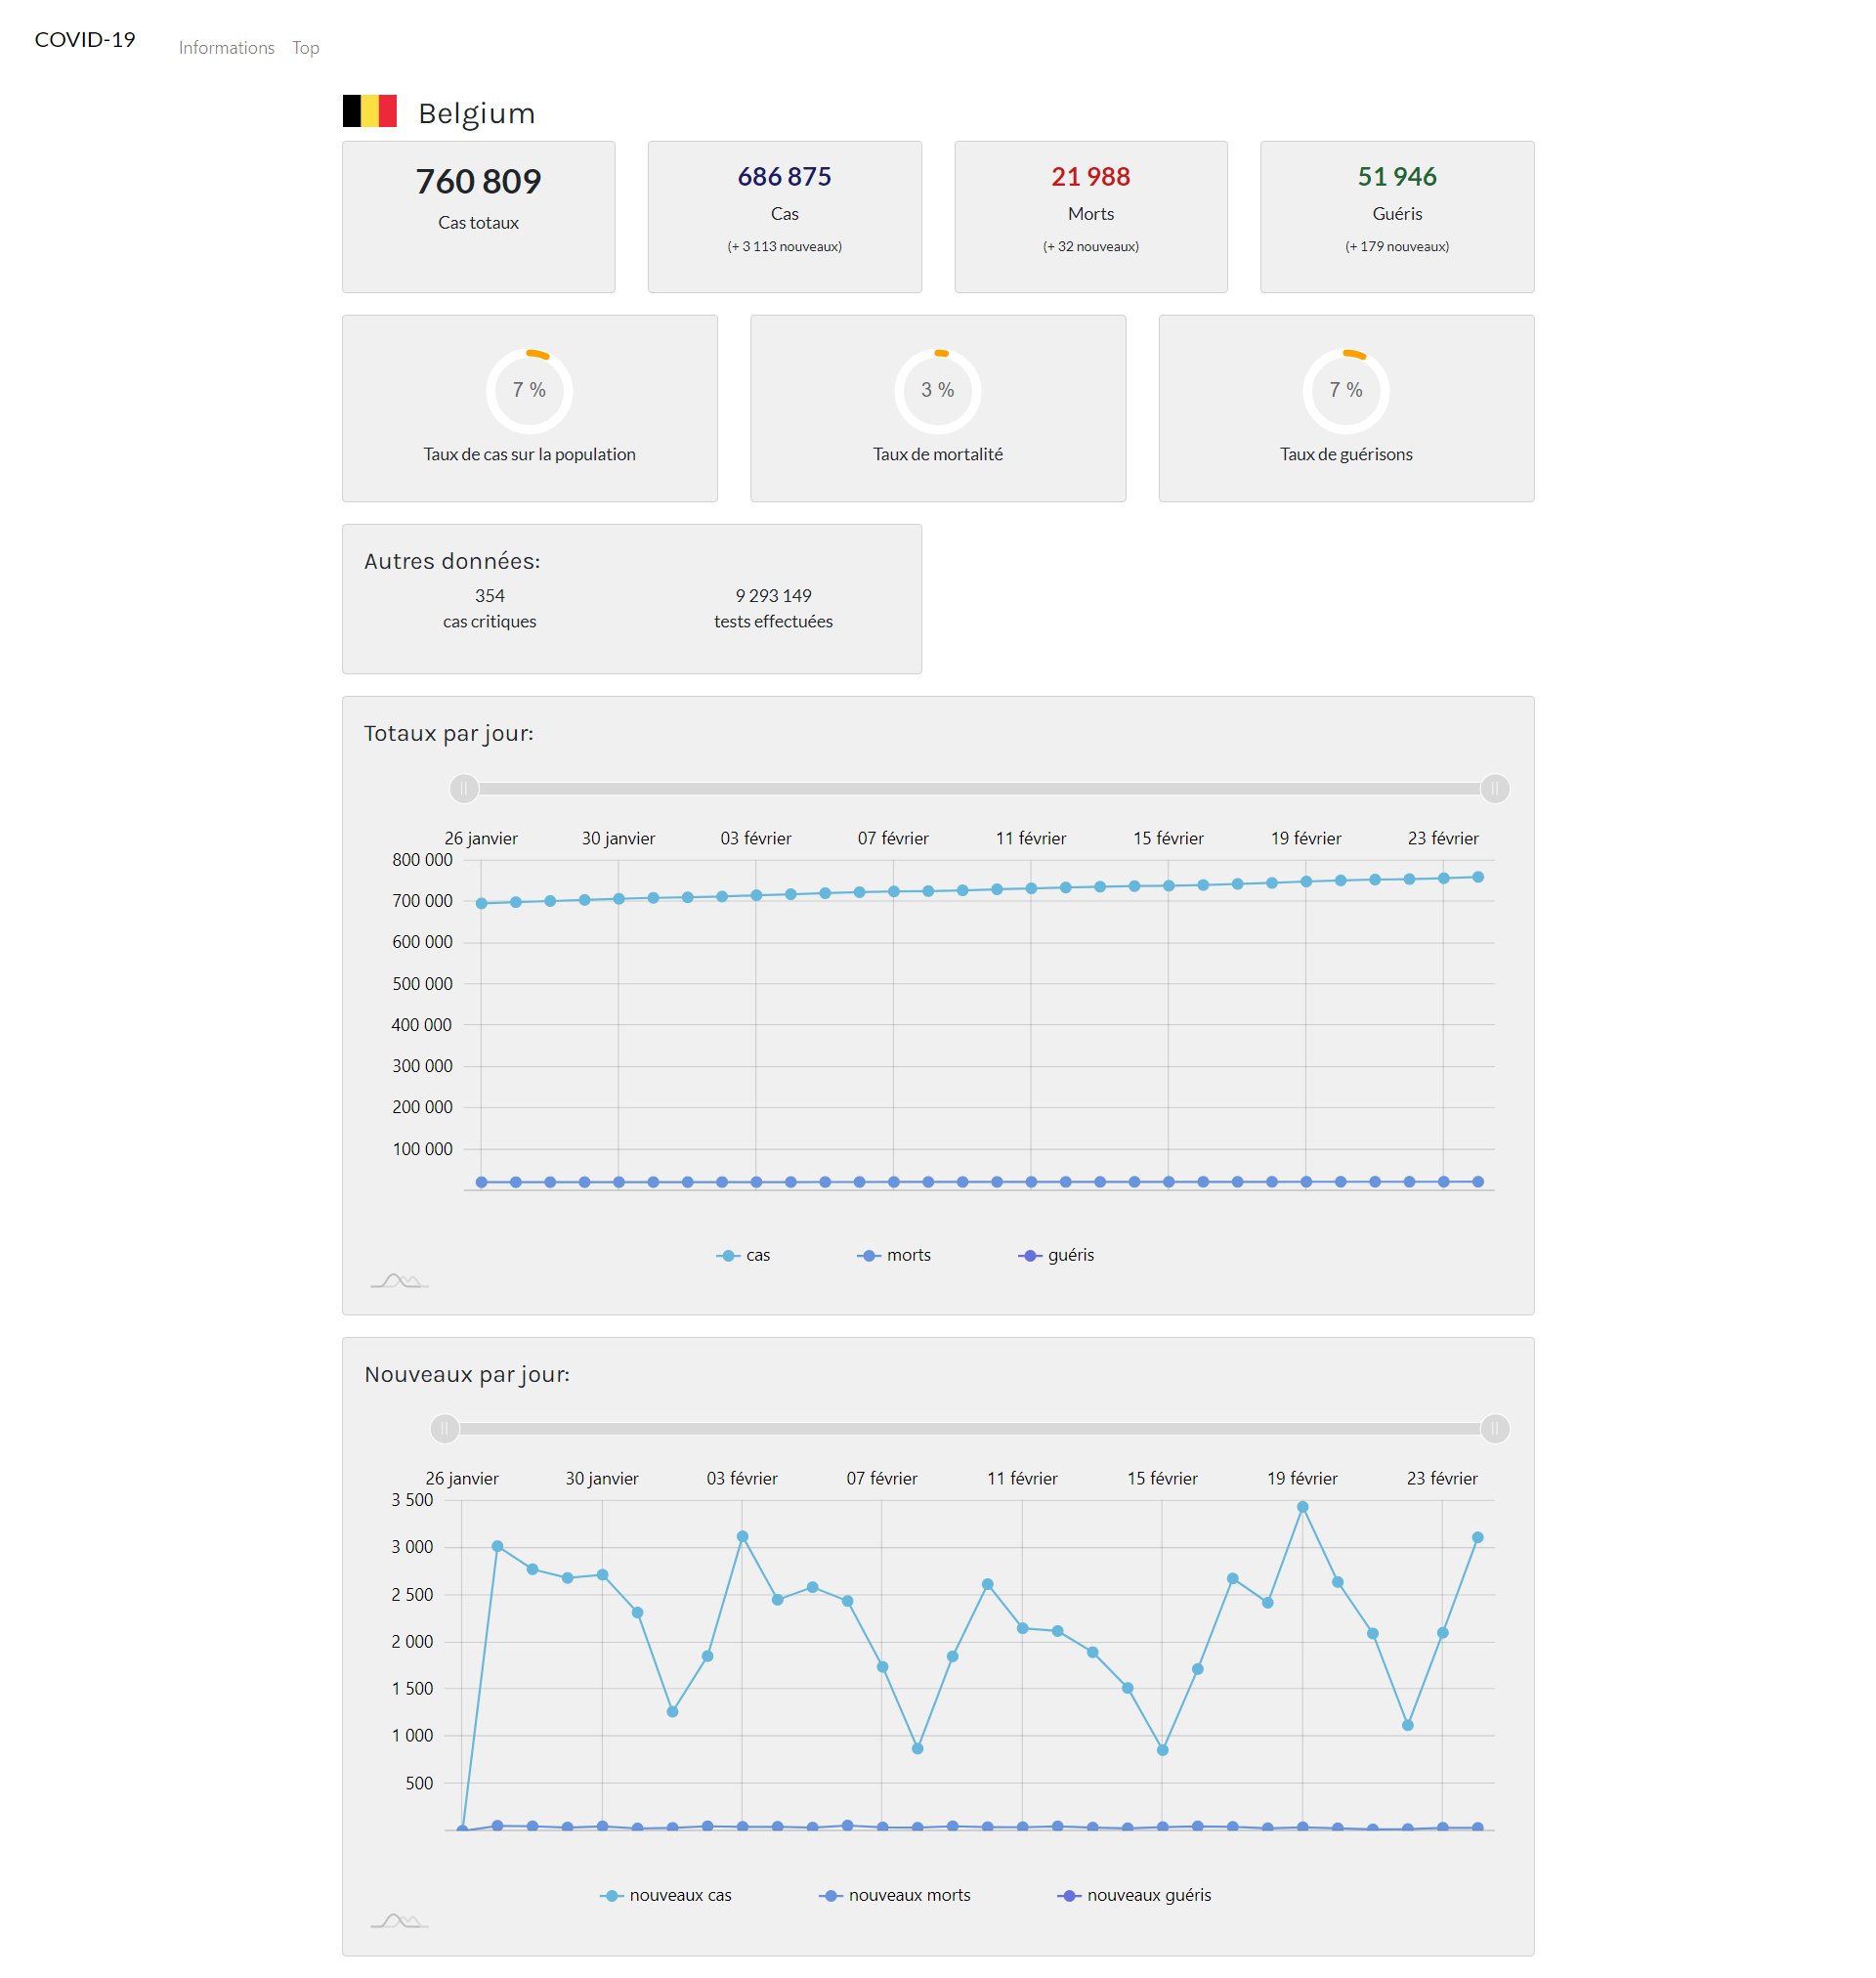 COVID-19
Informations Top
Belgium
760 809
Cas totaux
686 875
Cas
(+ 3 113 nouveaux)
21 988
Morts
(+ 32 nouveaux)
51 946
Guéris
(+ 179 nouveaux)
7 %
Taux de cas sur la population
3 %
Taux de mortalité
7 %
Taux de guérisons
Autres données:
354
cas critiques
9 293 149
tests effectuées
Totaux par jour:
26 janvier 30 janvier 03 février 07 février 11 février 15 février 19 février 23 février
800 000
700 000
600 000
500 000
400 000
300 000
200 000
100 000
cas morts guéris
Nouveaux par jour:
26 janvier 30 janvier 03 février 07 février 11 février 15 février 19 février 23 février
3 500
3 000
2 500
2 000
1 500
1 000
500
nouveaux cas nouveaux morts nouveaux guéris